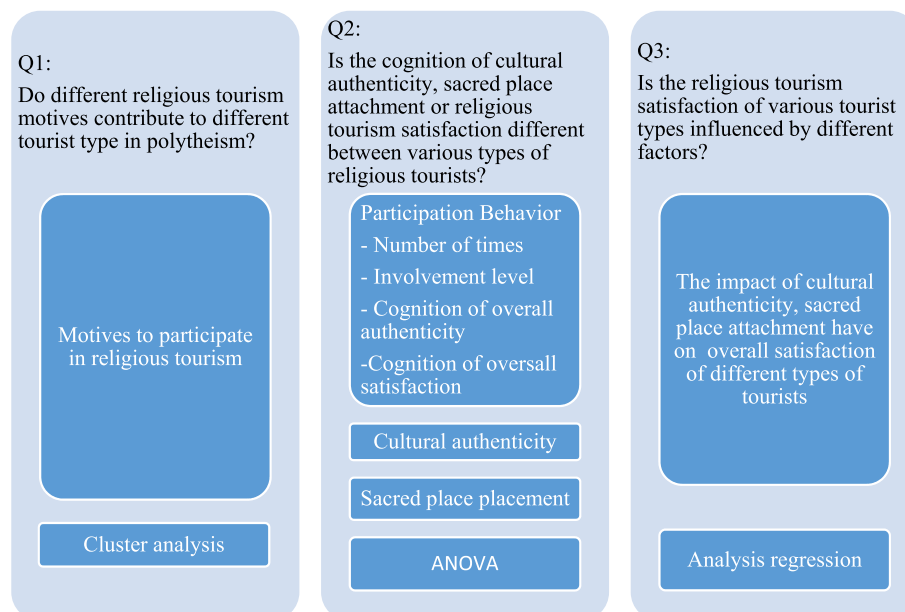 Q1:
Do different religious tourism
motives contribute to different
tourist type in polytheism?
Motives to participate
in religious tourism
Cluster analysis
Q2:
Is the cognition of cultural
authenticity, sacred place
attachment or religious
tourism satisfaction different
between various types of
religious tourists?
Participation Behavior
- Number of times
- Involvement level
- Cognition of overall
authenticity
-Cognition of oversall
satisfaction
Cultural authenticity
Sacred place placement
ANOVA
Q3:
Is the religious tourism
satisfaction of various tourist
types influenced by different
factors?
The impact of cultural
authenticity, sacred
place attachment have
on overall satisfaction
of different types of
tourists
Analysis regression